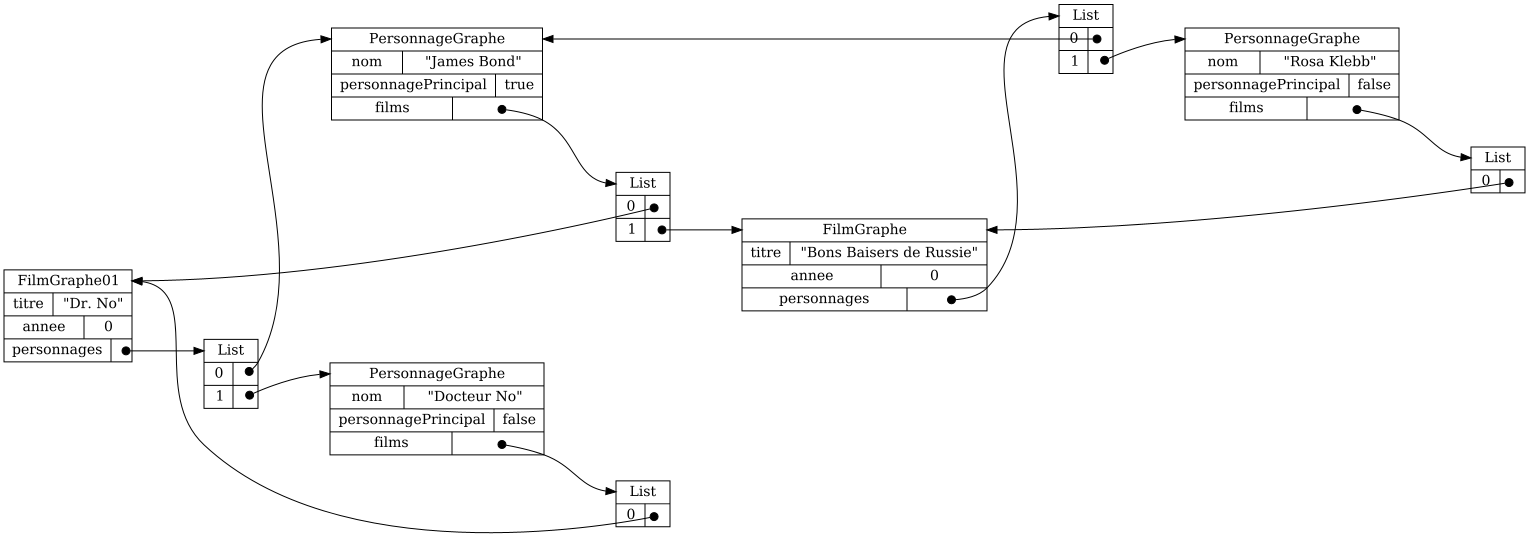 PersonnageGraphe
nom "James Bond"
personnagePrincipal true
films
List
0
1
PersonnageGraphe
nom "Rosa Klebb"
personnagePrincipal false
films
List
0
List
0
1
FilmGraphe
titre "Bons Baisers de Russie"
annee 0
personnages
FilmGraphe01
titre "Dr. No"
annee 0
personnages
List
0
1
PersonnageGraphe
nom "Docteur No"
personnagePrincipal false
films
List
0